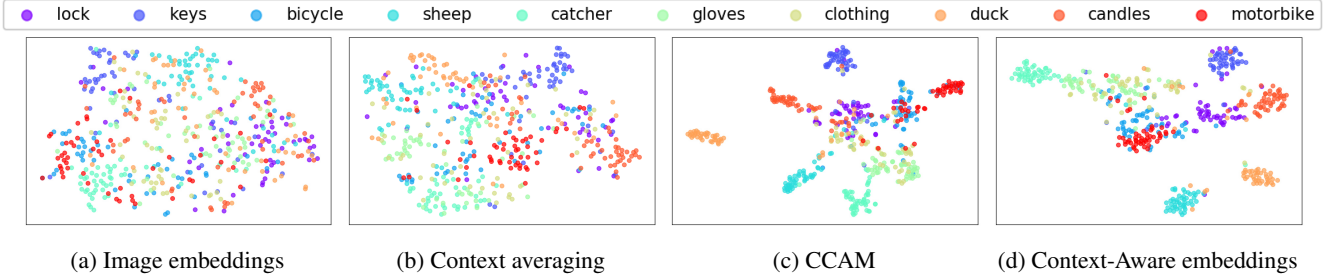 lock keys bicycle sheep catcher gloves clothing duck candles motorbike
(a) Image embeddings (b) Context averaging (c) CCAM (d) Context-Aware embeddings